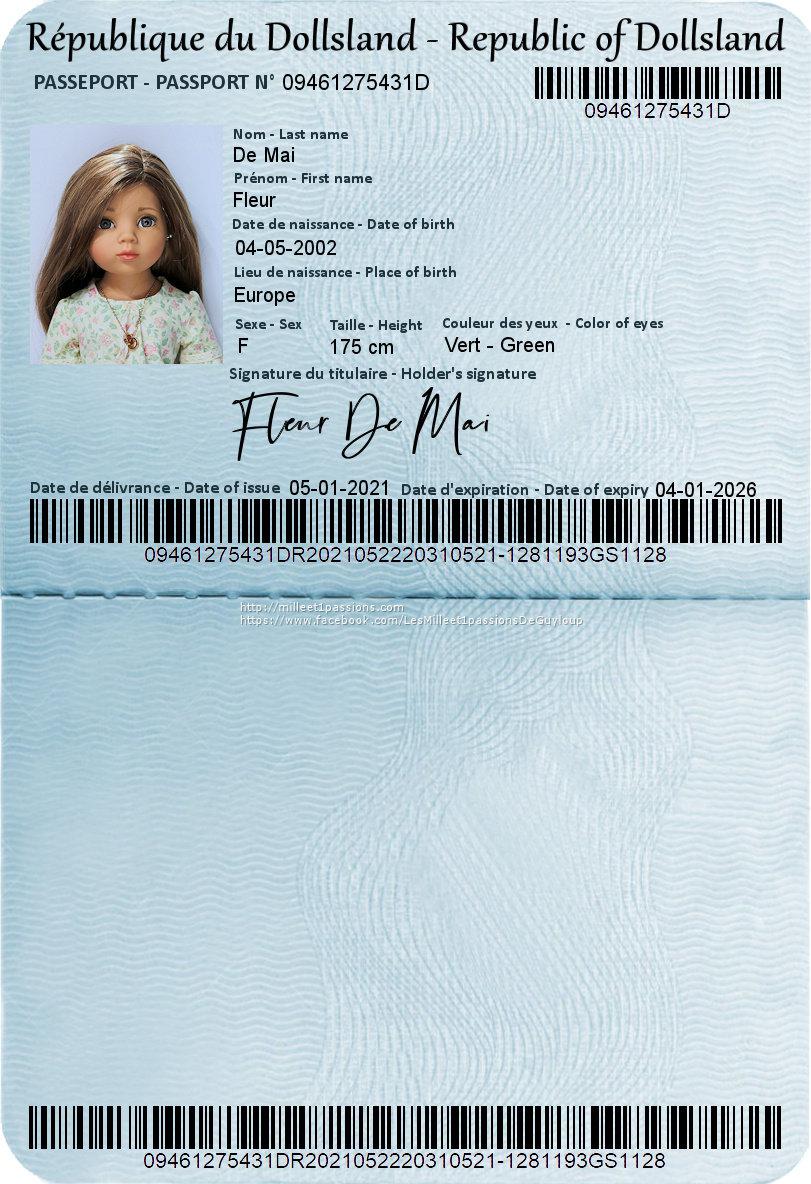 République du Dollsland - Republic of Dollsland
PASSEPORT - PASSPORT N° 09461275431D
09461275431D
Nom - Last name
De Mai
Prénom - First name
Fleur
Date de naissance - Date of birth
04-05-2002
Lieu de naissance - Place of birth
Europe
Sexe - Sex Taille - Height Couleur des yeux - Color of eyes
F 175 cm Vert - Green
Signature du titulaire - Holder's signature
Fleur De Mai
Date de délivrance - Date of issue 05-01-2021 Date d'expiration - Date of expiry 04-01-2026
09461275431DR20210522220310521-1281193GS1128
http://milleet1passions.com
https://www.facebook.com/LesMilleet1passionsDeGuyloup
09461275431DR20210522220310521-1281193GS1128